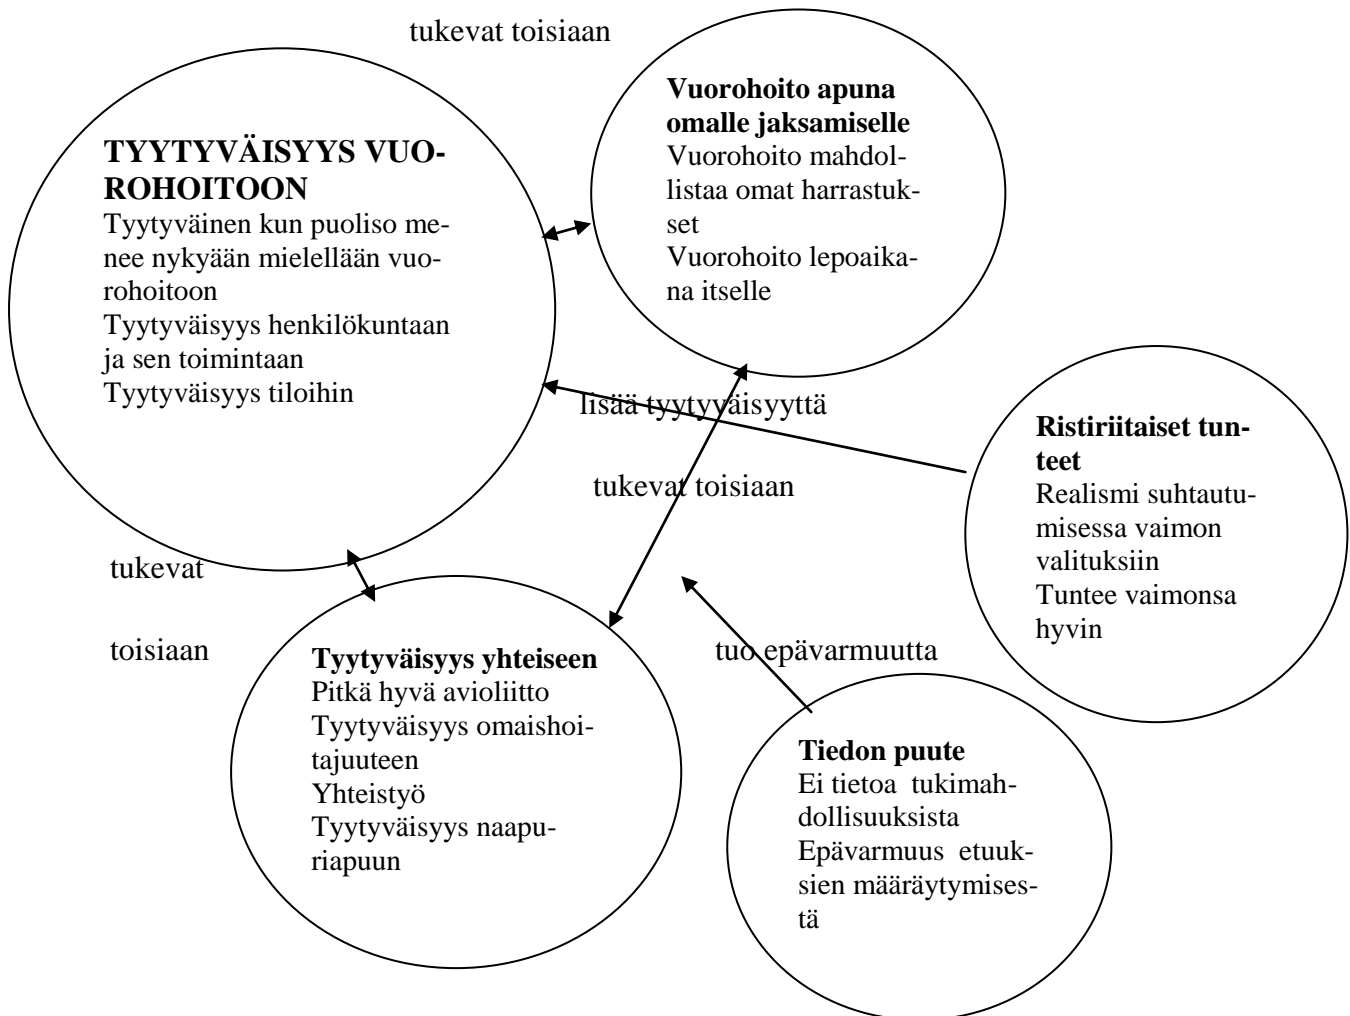 tukevat toisiaan
TYYTYVÄISYYS VUO-
ROHOITOON
Tyytyväinen kun puoliso me-
nee nykyään mielellään vuo-
rohoitoon
Tyytyväisyys henkilökuntaan
ja sen toimintaan
Tyytyväisyys tiloihin
Vuorohoito apuna
omalle jaksamiselle
Vuorohoito mahdol-
listaa omat harrastuk-
set
Vuorohoito lepoaika-
na itselle
lisää tyytyväisyyttä
tukevat toisiaan
Ristiriitaiset tun-
teet
Realismi suhtautu-
misessa vaimon
valituksiin
Tuntee vaimonsa
hyvin
tukevat
toisiaan
Tyytyväisyys yhteiseen
Pitkä hyvä avioliitto
Tyytyväisyys omaishoi-
tajuuteen
Yhteistyö
Tyytyväisyys naapu-
riapuun
tuo epävarmuutta
Tiedon puute
Ei tietoa  tukimah-
dollisuuksista
Epävarmuus  etuuk-
sien määräytymises-
tä